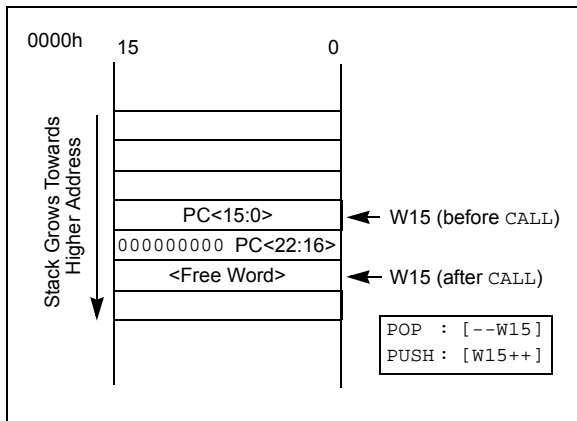 0000h
15 0
Stack Grows Towards
Higher Address
PC<15:0>
W15 (before CALL)
000000000 PC<22:16>
<Free Word>
W15 (after CALL)
POP : [--W15]
PUSH : [W15++]